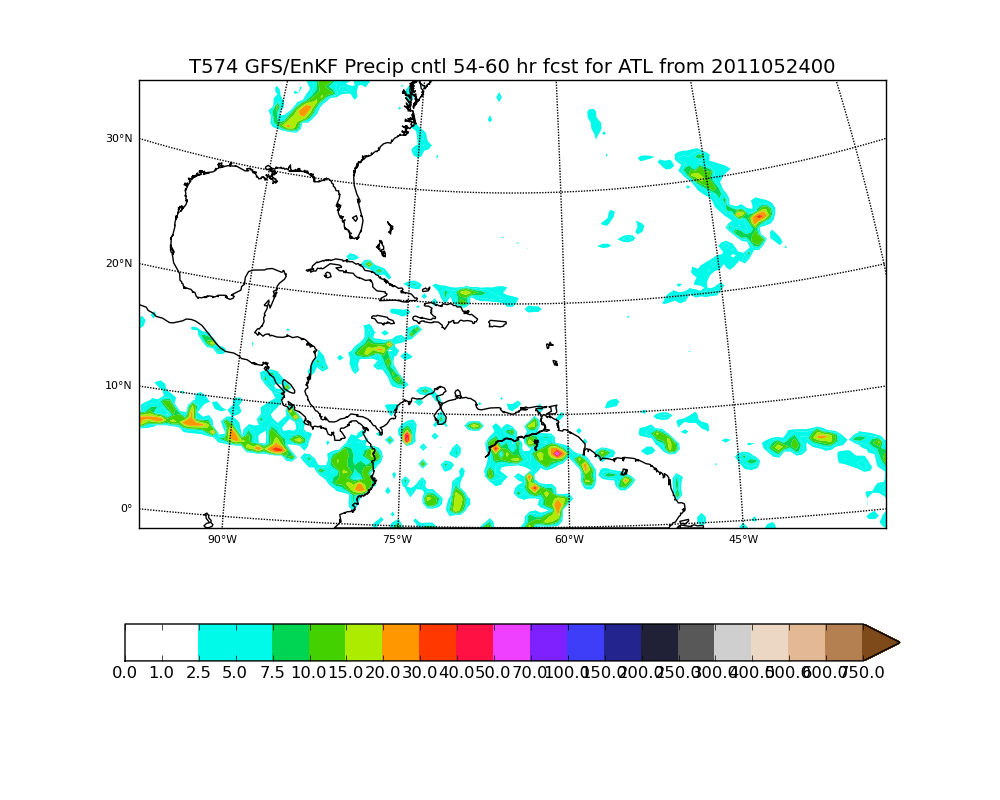 T574 GFS/EnKF Precip cntl 54-60 hr fcst for ATL from 2011052400
30°N
20°N
10°N
0°
90°W 75°W 60°W 45°W
0.0 1.0 2.5 5.0 7.5 10.0 15.0 20.0 30.0 40.0 50.0 70.0 100.0 150.0 200.0 250.0 300.0 400.0 500.0 600.0 750.0